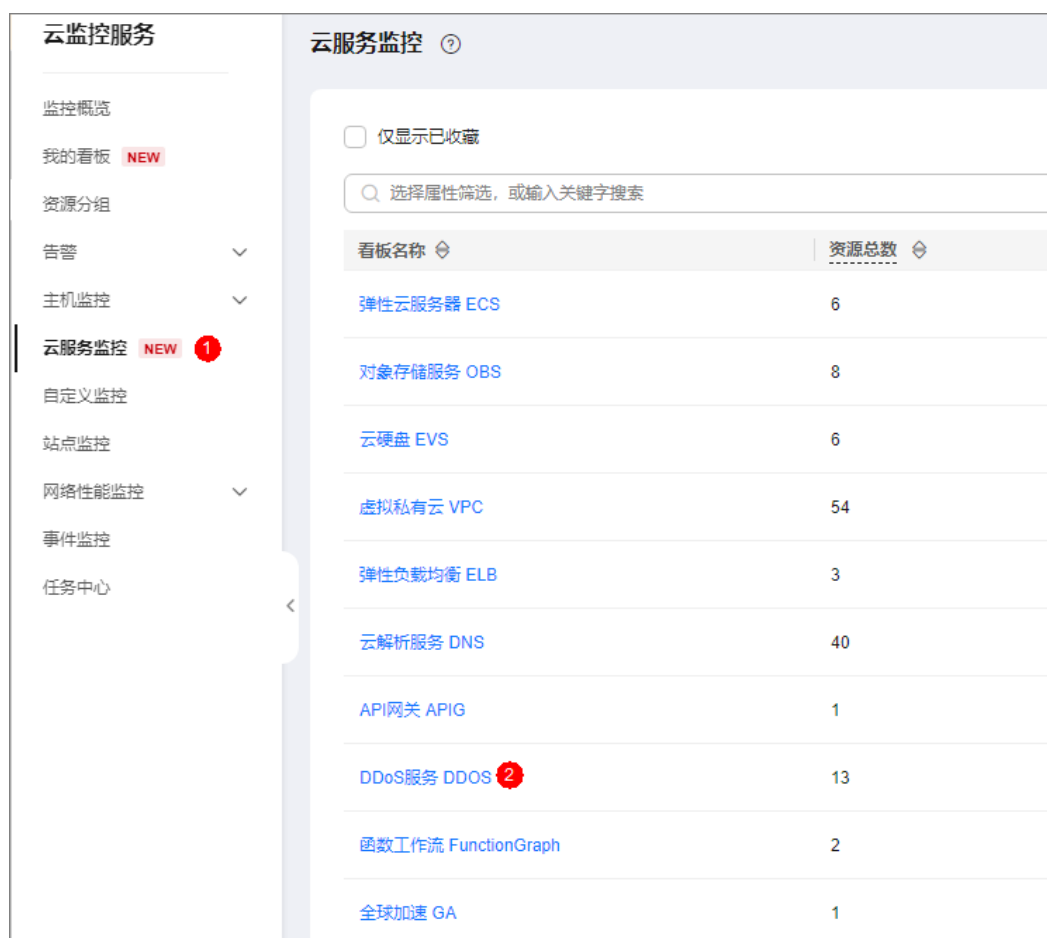 云监控服务
监控概览
我的看板 NEW
资源分组
告警
主机监控
云服务监控 NEW 1
自定义监控
站点监控
网络性能监控
事件监控
任务中心
云服务监控 ?
仅显示已收藏
选择属性筛选，或输入关键字搜索
看板名称 资源总数
弹性云服务器 ECS 6
对象存储服务 OBS 8
云硬盘 EVS 6
虚拟私有云 VPC 54
弹性负载均衡 ELB 3
云解析服务 DNS 40
API网关 APIG 1
DDoS服务 DDOS 2 13
函数工作流 FunctionGraph 2
全球加速 GA 1